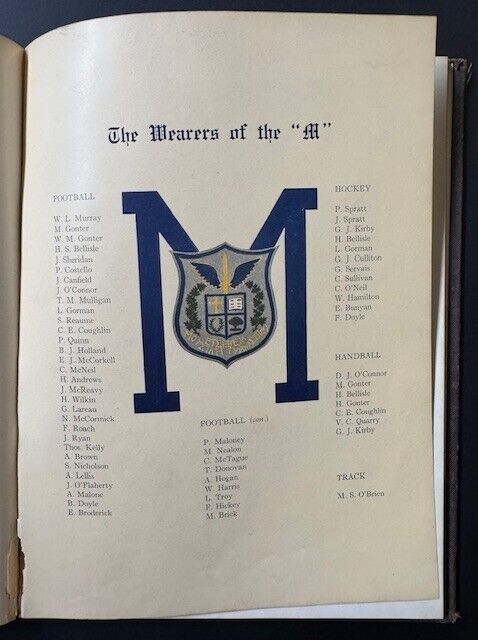 The Wearers of the "M"
FOOTBALL
W. L. Murray
M. Gonter
W. M. Gonter
H. S. Bellisle
J. Sheridan
P. Costello
J. Canfield
J. O'Connor
T. M. Mulligan
L. Gorman
S. Reaume
C. E. Coughlin
P. Quinn
B. J. Holland
E. J. McCorkell
C. McNeil
H. Andrews
J. McReavy
H. Wilkin
G. Lareau
N. McCormick
F. Roach
J. Ryan
Thos. Kelly
A. Brown
S. Nicholson
A. Lellis
J. O'Flaherty
A. Malone
B. Doyle
E. Broderick
M
FOOTBALL (con.)
P. Maloney
M. Nealon
C. McTague
T. Donovan
A. Hogan
W. Harris
L. Troy
F. Hickey
M. Brick
HOCKEY
P. Spratt
J. Spratt
G. J. Kirby
H. Bellisle
L. Gorman
G. J. Culliton
G. Servais
C. Sullivan
C. O'Neil
W. Hamilton
E. Bunyan
F. Doyle
HANDBALL
D. J. O'Connor
M. Gonter
H. Bellisle
H. Gonter
C. E. Coughlin
V. C. Quarry
G. J. Kirby
TRACK
M. S. O'Brien